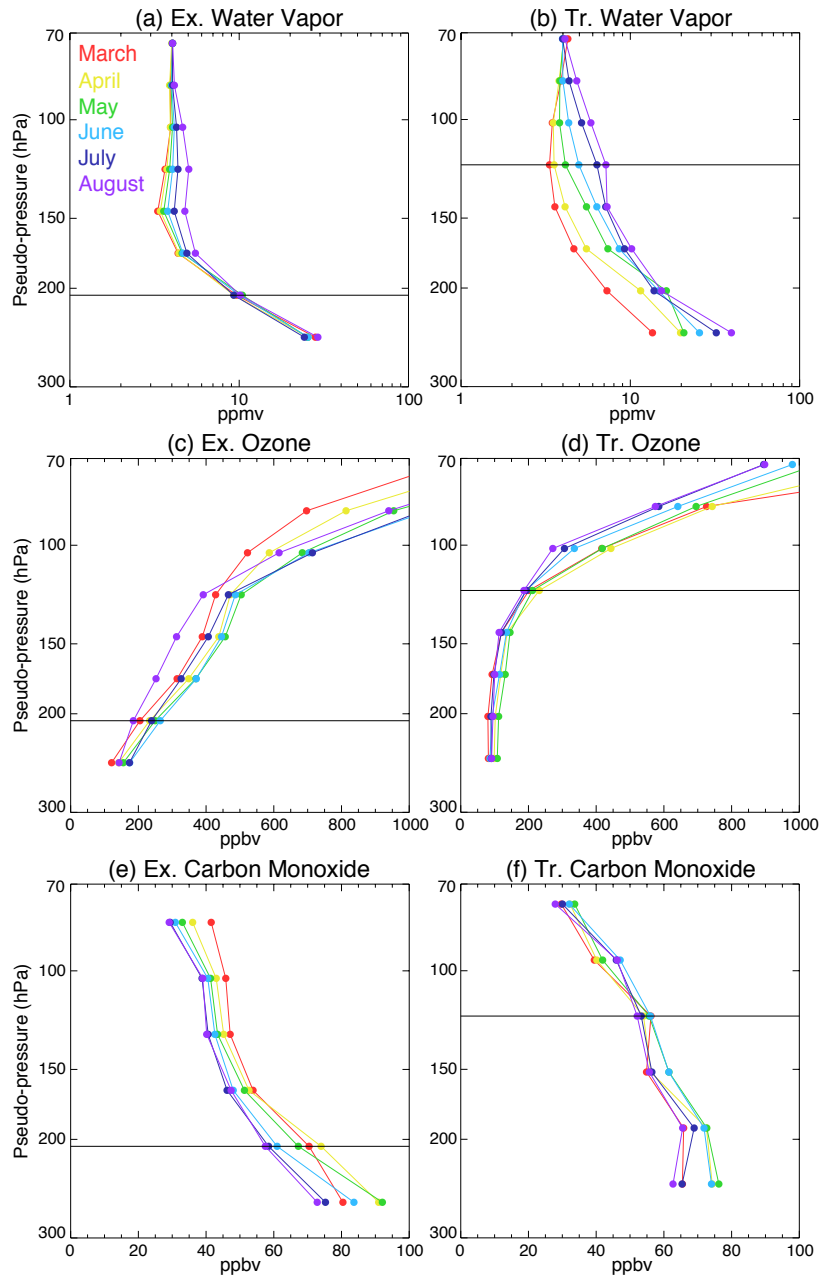 (a) Ex. Water Vapor
(b) Tr. Water Vapor
70
100
150
200
300
Pseudo-pressure (hPa)
March
April
May
June
July
August
1 10 100
ppmv
70
100
150
200
300
1 10 100
ppmv
(c) Ex. Ozone
(d) Tr. Ozone
70
100
150
200
300
Pseudo-pressure (hPa)
0 200 400 600 800 1000
ppbv
70
100
150
200
300
0 200 400 600 800 1000
ppbv
(e) Ex. Carbon Monoxide
(f) Tr. Carbon Monoxide
70
100
150
200
300
Pseudo-pressure (hPa)
0 20 40 60 80 100
ppbv
70
100
150
200
300
0 20 40 60 80 100
ppbv